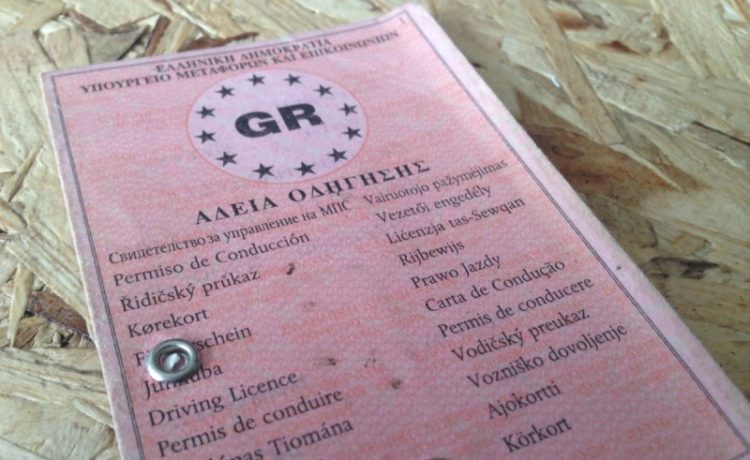 1
ΕΛΛΗΝΙΚΗ ΔΗΜΟΚΡΑΤΙΑ
ΥΠΟΥΡΓΕΙΟ ΜΕΤΑΦΟΡΩΝ ΚΑΙ ΕΠΙΚΟΙΝΩΝΙΩΝ
GR
ΑΔΕΙΑ ΟΔΗΓΗΣΗΣ
Свидетелство за управление на МПС
Permiso de Conducción
Řidičský průkaz
Kørekort
Driving Licence
Permis de conduire
Tiomána
Vairuotojo pažymėjimas
Vezetői engedély
Liċenzja tas-Sewqan
Rijbewijs
Prawo Jazdy
Carta de Condução
Permis de conducere
Vodičský preukaz
Vozniško dovoljenje
Ajokortti
Körkort